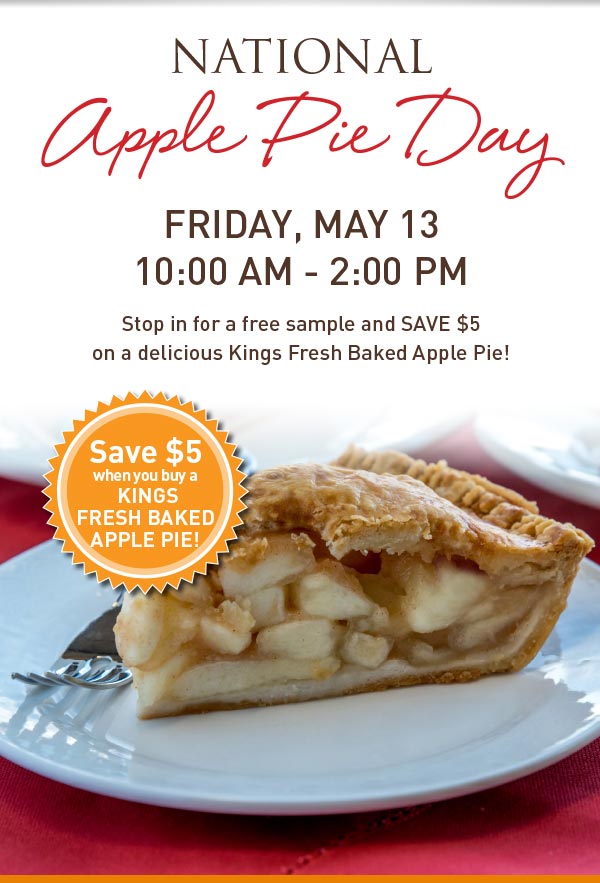 NATIONAL
Apple Pie Day
FRIDAY, MAY 13
10:00 AM - 2:00 PM
Stop in for a free sample and SAVE $5
on a delicious Kings Fresh Baked Apple Pie!
Save $5
when you buy a
KINGS
FRESH BAKED
APPLE PIE!